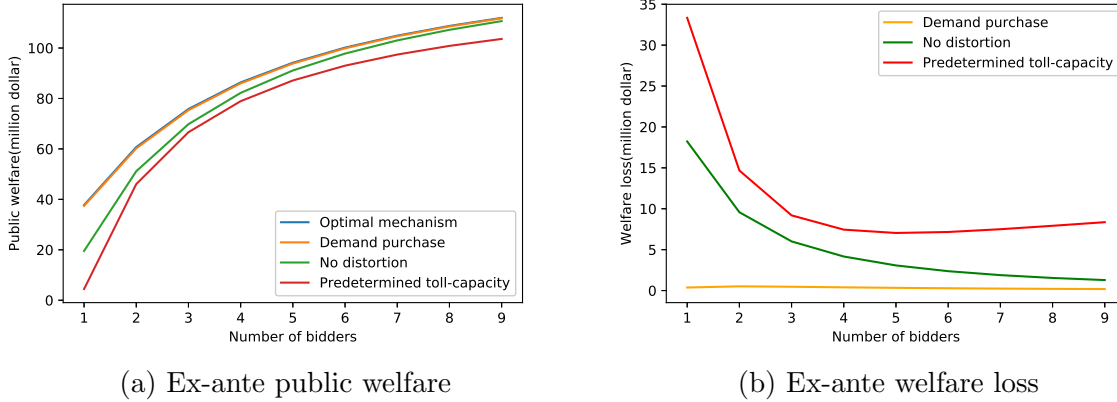 100
80
60
40
20
0
Public welfare(million dollar)
Optimal mechanism
Demand purchase
No distortion
Predetermined toll-capacity
1 2 3 4 5 6 7 8 9
Number of bidders
(a) Ex-ante public welfare
35
30
25
20
15
10
5
0
Welfare loss(million dollar)
Demand purchase
No distortion
Predetermined toll-capacity
1 2 3 4 5 6 7 8 9
Number of bidders
(b) Ex-ante welfare loss